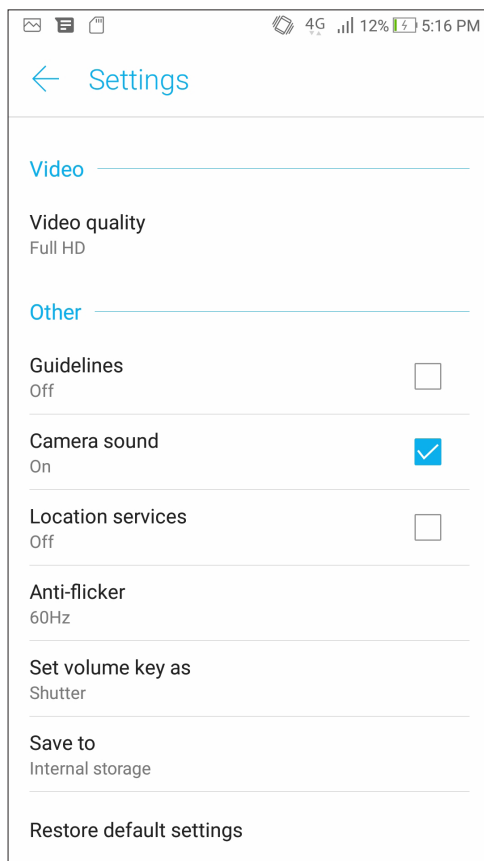 4G 12% 5:16 PM
Settings
Video
Video quality
Full HD
Other
Guidelines
Off
Camera sound
On
Location services
Off
Anti-flicker
60Hz
Set volume key as
Shutter
Save to
Internal storage
Restore default settings